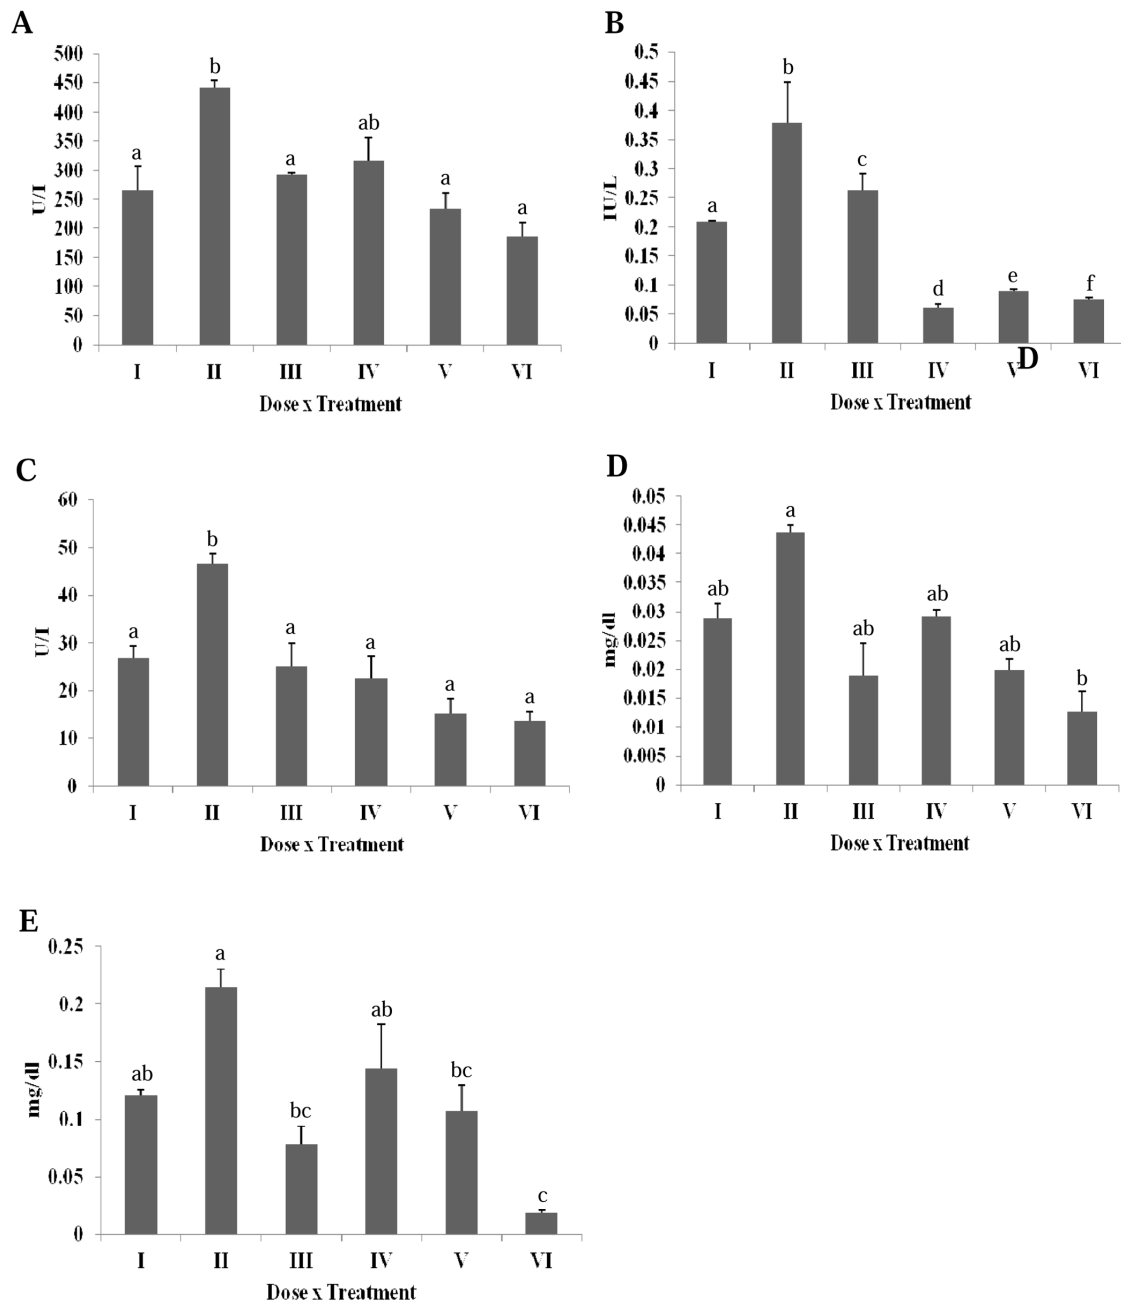 A
500
450
400
350
300
250
200
150
100
50
0
U/I
b
ab
a
a
a
a
I II III IV V VI
Dose x Treatment
B
0.5
0.45
0.4
0.35
0.3
0.25
0.2
0.15
0.1
0.05
0
IU/L
b
c
a
d
e
f
D
I II III IV V VI
Dose x Treatment
C
60
50
40
30
20
10
0
U/I
b
a
a
a
a
a
I II III IV V VI
Dose x Treatment
D
0.05
0.045
0.04
0.035
0.03
0.025
0.02
0.015
0.01
0.005
0
mg/dl
a
ab
ab
ab
ab
b
I II III IV V VI
Dose x Treatment
E
0.25
0.2
0.15
0.1
0.05
0
mg/dl
a
ab
ab
bc
bc
c
I II III IV V VI
Dose x Treatment